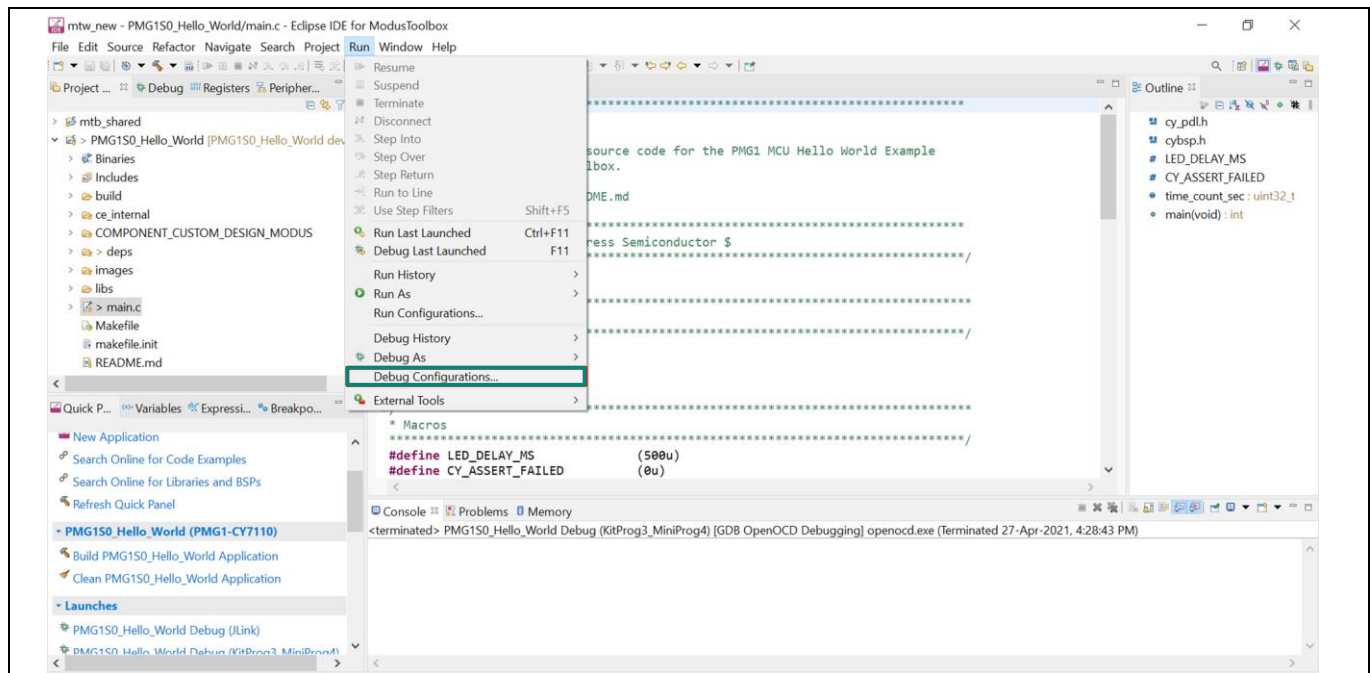 mtw_new - PMG1S0_Hello_World/main.c - Eclipse IDE for ModusToolbox
File Edit Source Refactor Navigate Search Project Run Window Help
Project ... Debug Registers Peripher...
mtb_shared
> PMG1S0_Hello_World [PMG1S0_Hello_World dev
Binaries
Includes
build
ce_internal
COMPONENT_CUSTOM_DESIGN_MODUS
> deps
images
libs
> main.c
Makefile
makefile.init
README.md
Resume
Suspend
Terminate
Disconnect
Step Into
Step Over
Step Return
Run to Line
Use Step Filters Shift+F5
Run Last Launched Ctrl+F11
Debug Last Launched F11
Run History >
Run As >
Run Configurations...
Debug History >
Debug As >
Debug Configurations...
External Tools >
source code for the PMG1 MCU Hello World Example
lbox.
DME.md
ress Semiconductor $
* Macros
#define LED_DELAY_MS (500u)
#define CY_ASSERT_FAILED (0u)
Outline
cy_pdl.h
cybsp.h
# LED_DELAY_MS
# CY_ASSERT_FAILED
time_count_sec : uint32_t
main(void) : int
Quick P... Variables Expressi... Breakpo...
New Application
Search Online for Code Examples
Search Online for Libraries and BSPs
Refresh Quick Panel
PMG1S0_Hello_World (PMG1-CY7110)
Build PMG1S0_Hello_World Application
Clean PMG1S0_Hello_World Application
Launches
PMG1S0_Hello_World Debug (JLink)
PMG1S0_Hello_World Debug (KitProg3_MiniProg4)
Console Problems Memory
<terminated> PMG1S0_Hello_World Debug (KitProg3_MiniProg4) [GDB OpenOCD Debugging] openocd.exe (Terminated 27-Apr-2021, 4:28:43 PM)